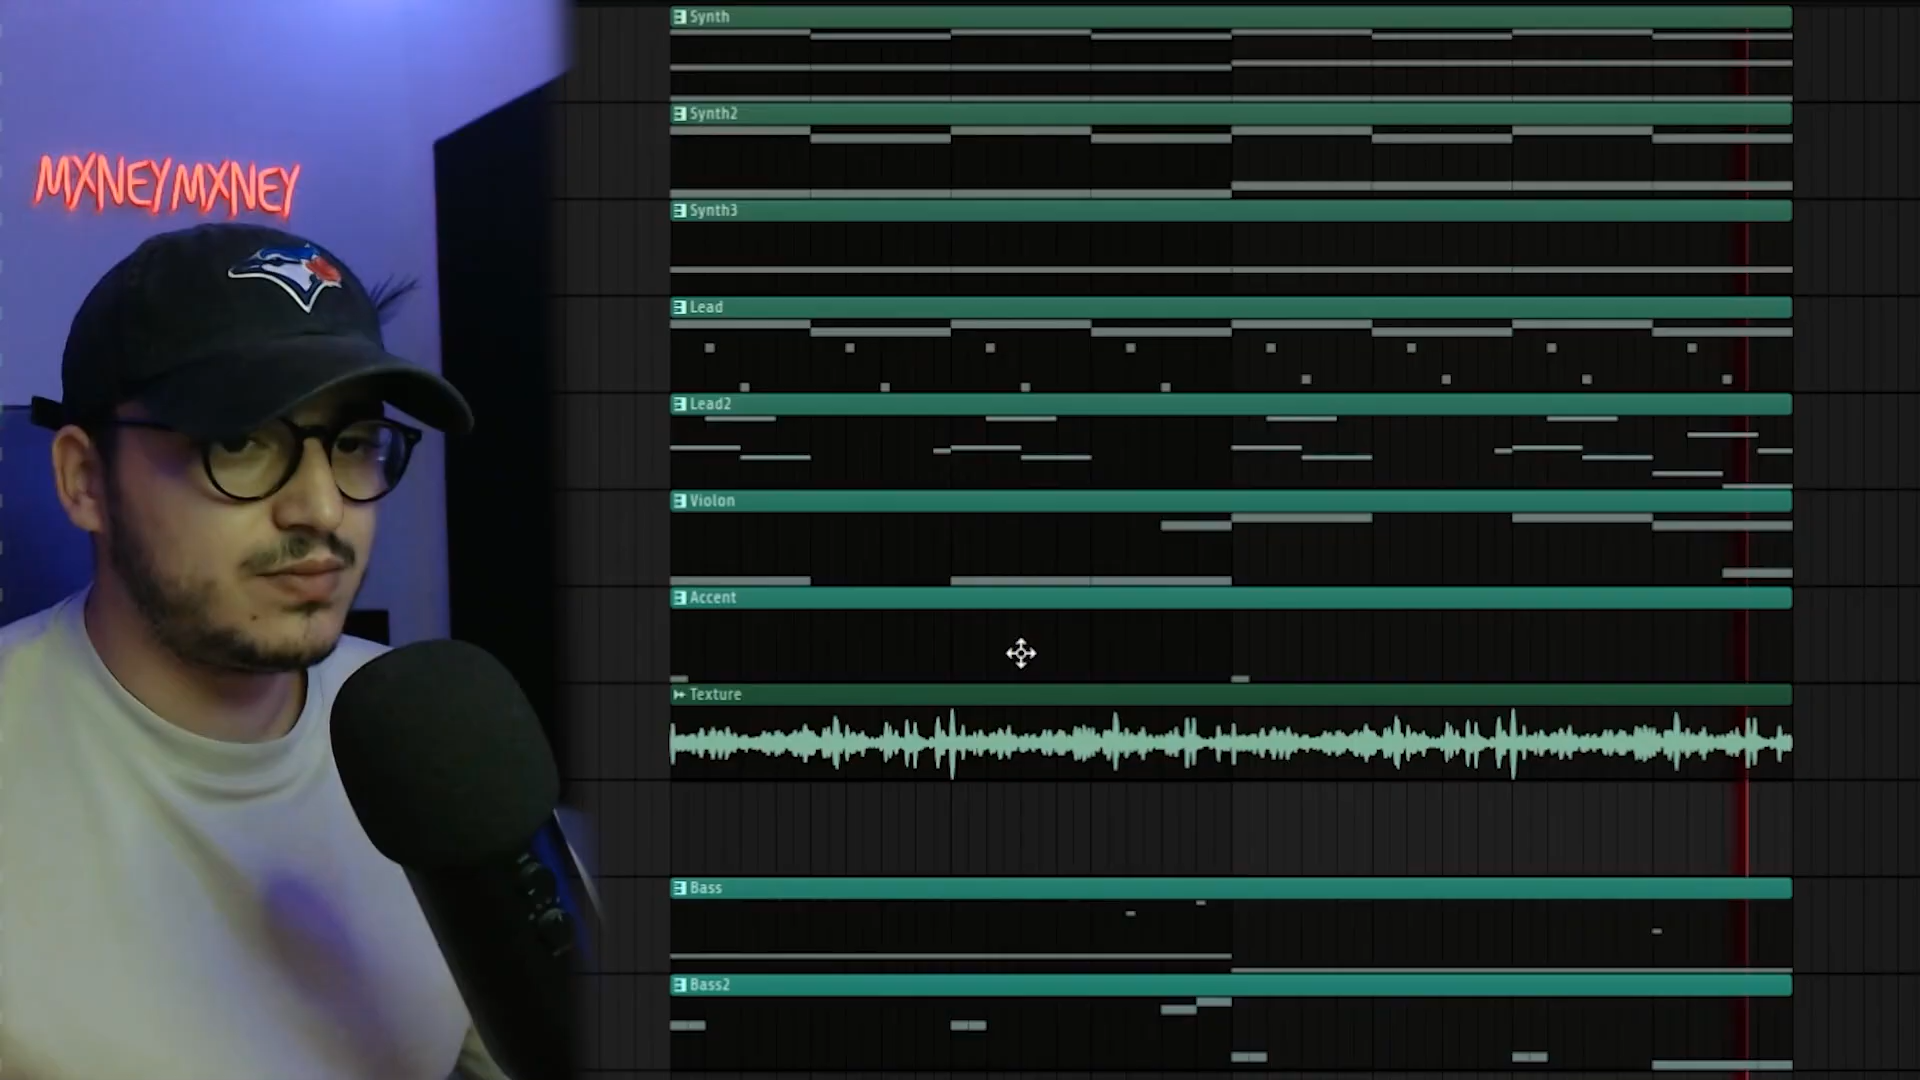 MXNEYMXNEY
Synth
Synth2
Synth3
Lead
Lead2
Violon
Accent
Texture
Bass
Bass2